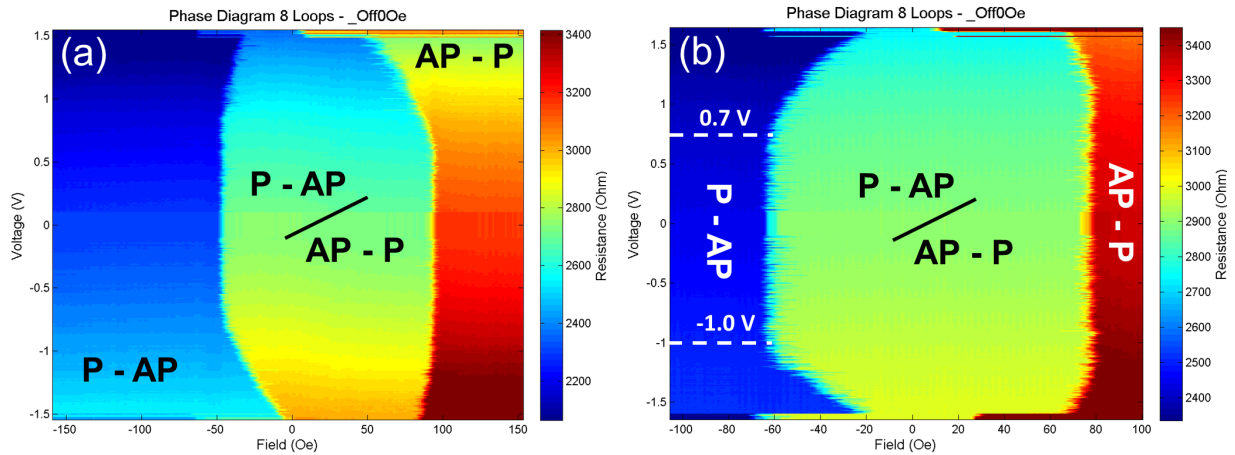 Phase Diagram 8 Loops - _Off0Oe
(a)
AP - P
P - AP
AP - P
P - AP
Voltage (V)
1.5
1
0.5
0
-0.5
-1
-1.5
-150
-100
-50
0
50
100
150
Field (Oe)
3400
3200
3000
2800
2600
2400
2200
Resistance (Ohm)
Phase Diagram 8 Loops - _Off0Oe
(b)
0.7 V
P - AP
P - AP
AP - P
AP - P
-1.0 V
Voltage (V)
1.5
1
0.5
0
-0.5
-1
-1.5
-100
-80
-60
-40
-20
0
20
40
60
80
100
Field (Oe)
3400
3300
3200
3100
3000
2900
2800
2700
2600
2500
2400
Resistance (Ohm)